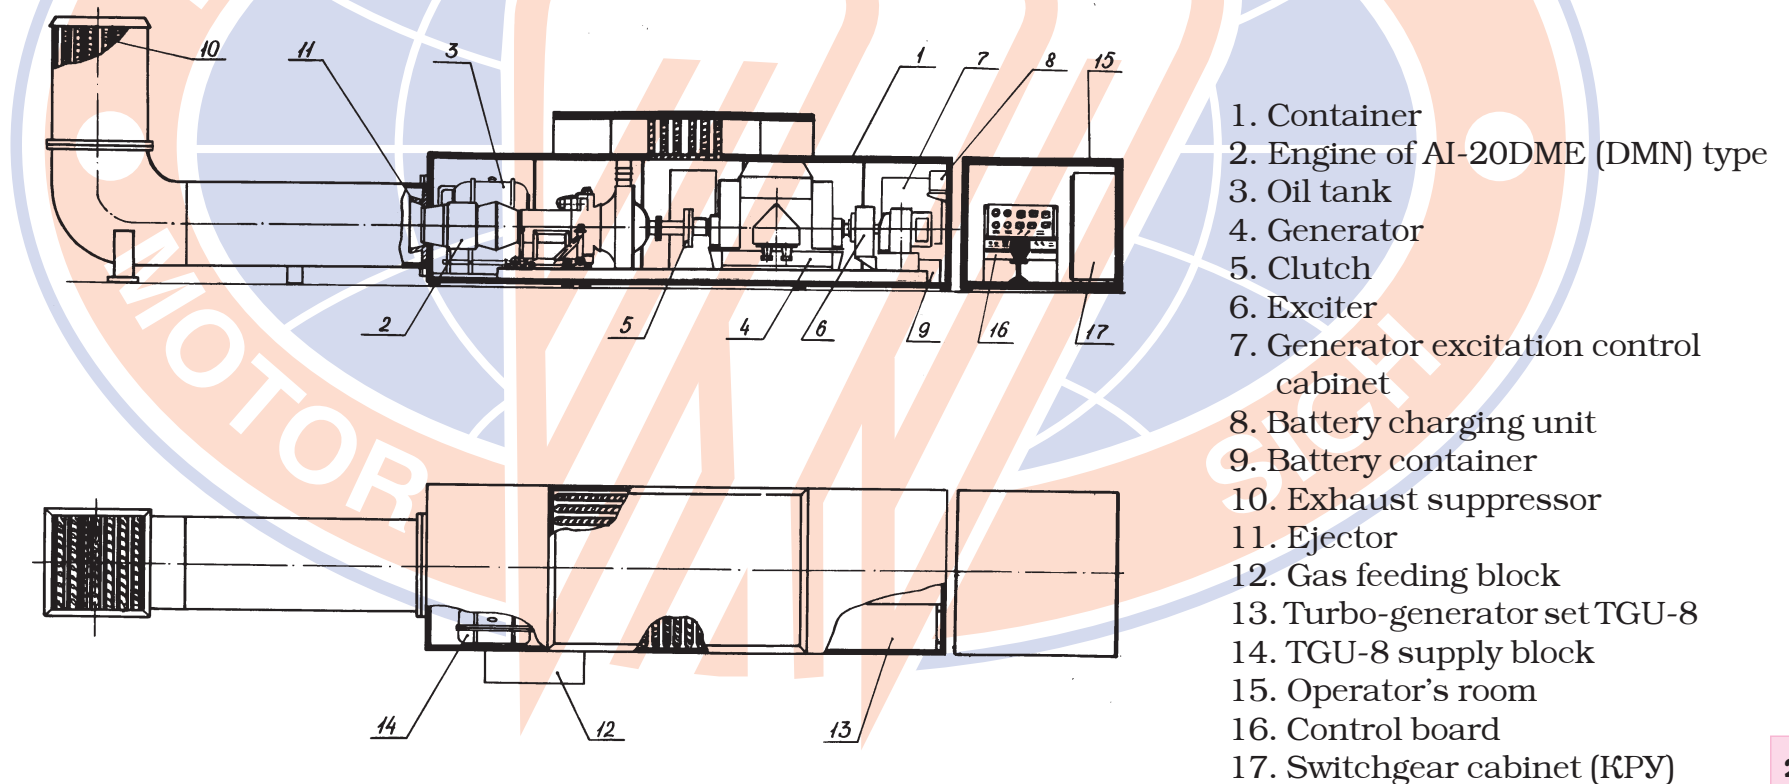 10
11
3
1
7
8
15
2
5
4
6
9
16
17
14
12
13
MOTOR
SICH
1. Container
2. Engine of AI-20DME (DMN) type
3. Oil tank
4. Generator
5. Clutch
6. Exciter
7. Generator excitation control
cabinet
8. Battery charging unit
9. Battery container
10. Exhaust suppressor
11. Ejector
12. Gas feeding block
13. Turbo-generator set TGU-8
14. TGU-8 supply block
15. Operator’s room
16. Control board
17. Switchgear cabinet (КРУ)